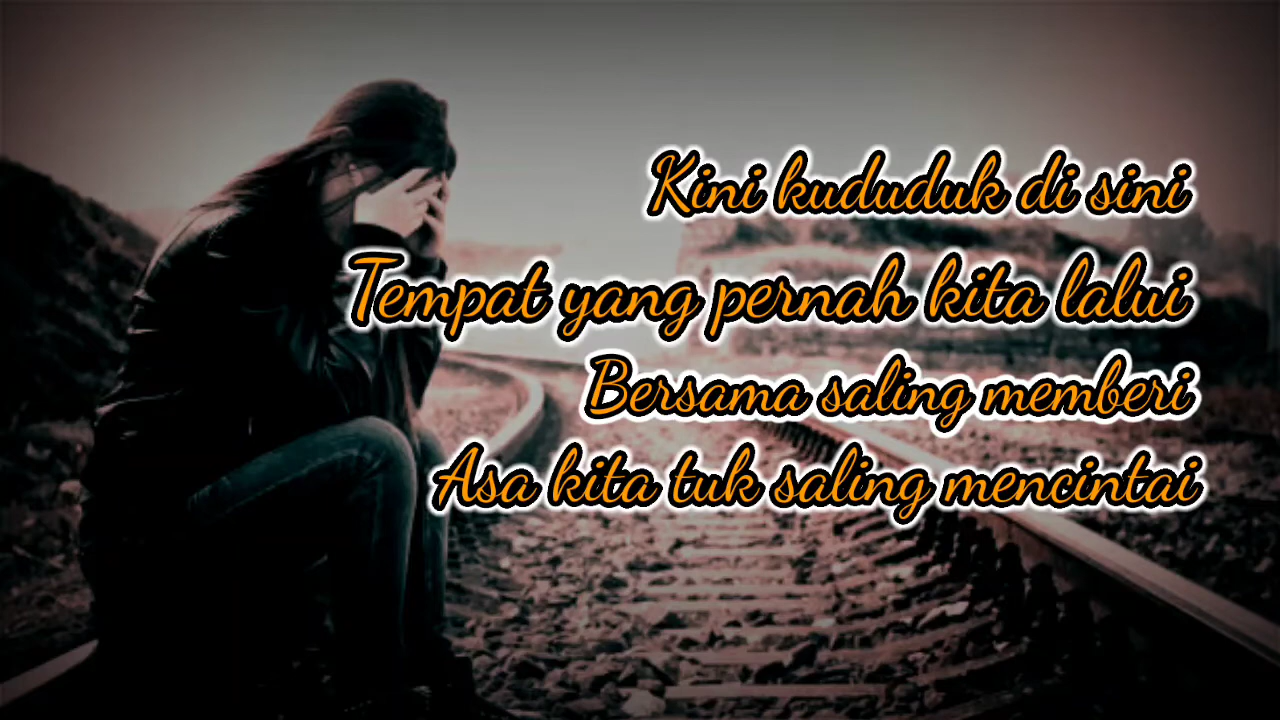 Kini kududuk di sini
Tempat yang pernah kita lalui
Bersama saling memberi
Asa kita tuk saling mencintai